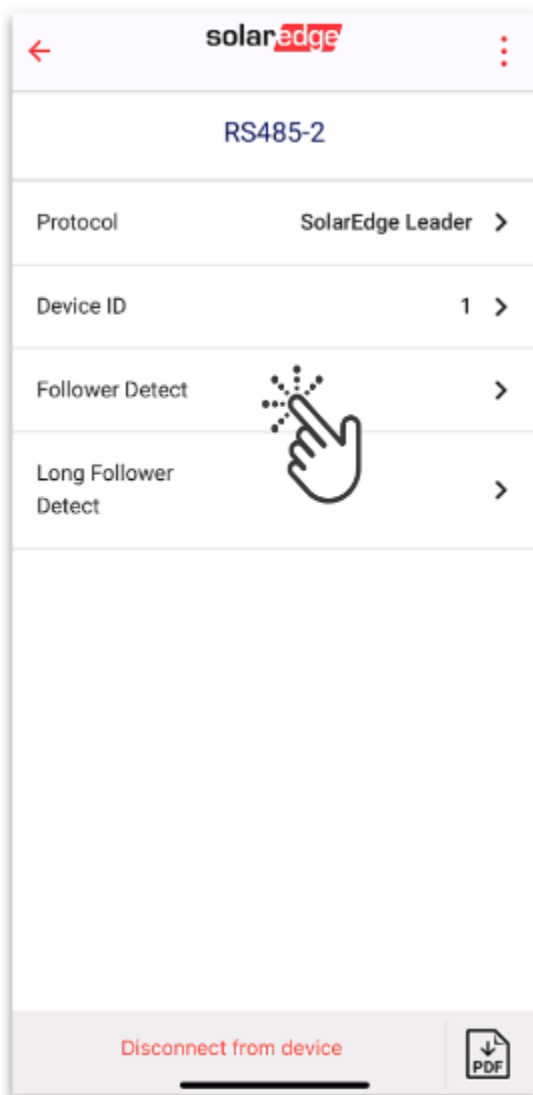 solaredge
RS485-2
Protocol SolarEdge Leader
Device ID 1
Follower Detect
Long Follower
Detect
Disconnect from device
PDF